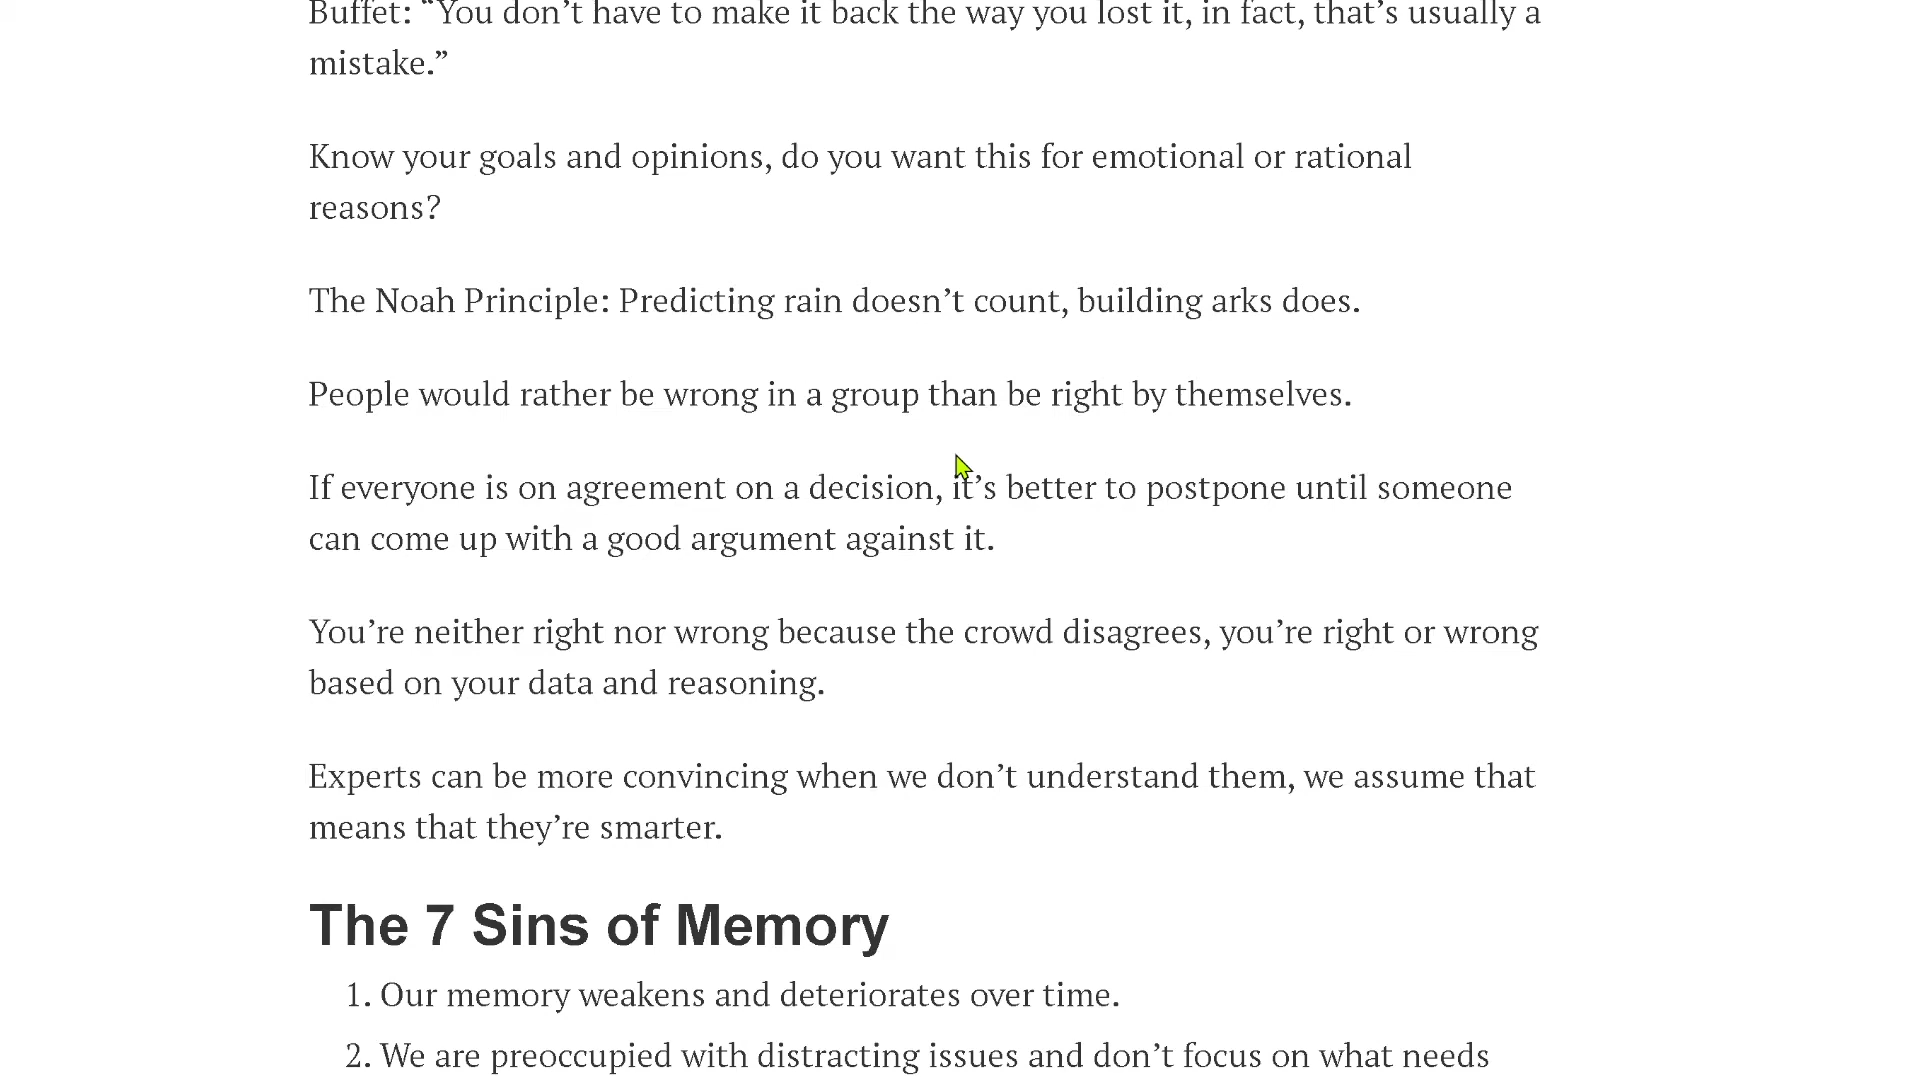 Buffet: “You don’t have to make it back the way you lost it, in fact, that’s usually a
mistake.”
Know your goals and opinions, do you want this for emotional or rational
reasons?
The Noah Principle: Predicting rain doesn’t count, building arks does.
People would rather be wrong in a group than be right by themselves.
If everyone is on agreement on a decision, it’s better to postpone until someone
can come up with a good argument against it.
You’re neither right nor wrong because the crowd disagrees, you’re right or wrong
based on your data and reasoning.
Experts can be more convincing when we don’t understand them, we assume that
means that they’re smarter.
The 7 Sins of Memory
1. Our memory weakens and deteriorates over time.
2. We are preoccupied with distracting issues and don’t focus on what needs